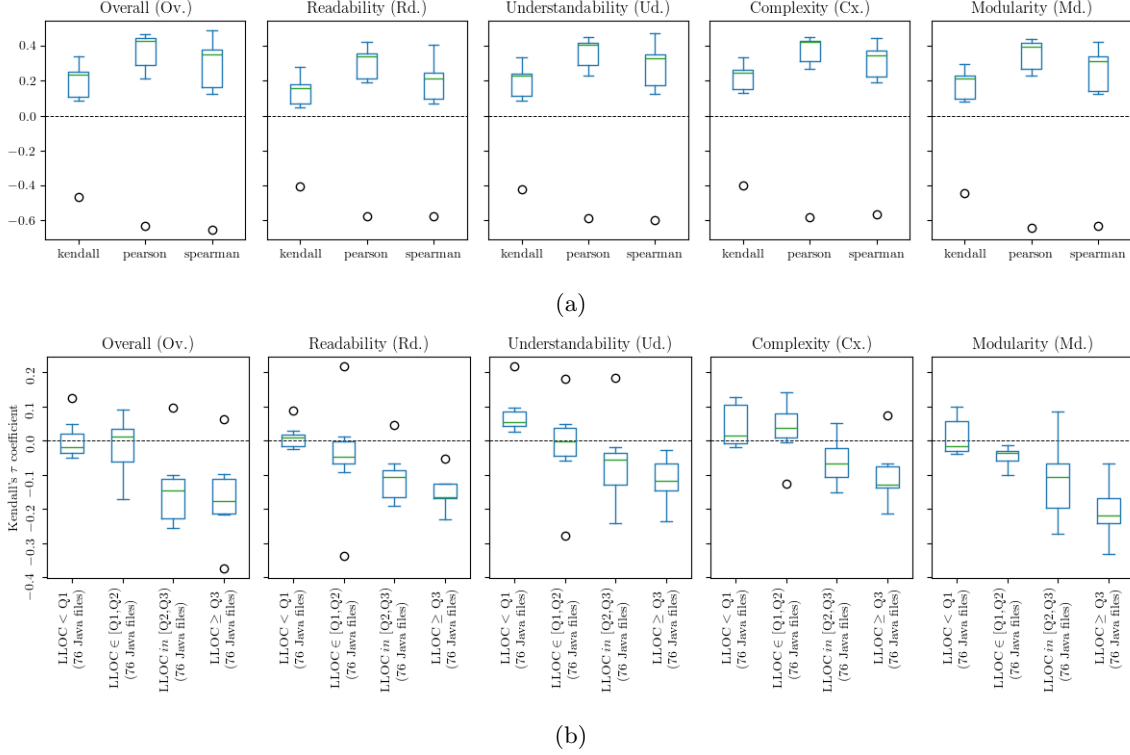 Overall (Ov.)
Readability (Rd.)
Understandability (Ud.)
Complexity (Cx.)
Modularity (Md.)
0.4
0.2
0.0
−0.2
−0.4
−0.6
kendall pearson spearman
kendall pearson spearman
kendall pearson spearman
kendall pearson spearman
kendall pearson spearman
(a)
Overall (Ov.)
Readability (Rd.)
Understandability (Ud.)
Complexity (Cx.)
Modularity (Md.)
Kendall's τ coefficient
0.2
0.1
0.0
−0.1
−0.2
−0.3
−0.4
LLOC < Q1
(76 Java files)
LLOC ∈ [Q1,Q2)
(76 Java files)
LLOC in [Q2,Q3)
(76 Java files)
LLOC ≥ Q3
(76 Java files)
LLOC < Q1
(76 Java files)
LLOC ∈ [Q1,Q2)
(76 Java files)
LLOC in [Q2,Q3)
(76 Java files)
LLOC ≥ Q3
(76 Java files)
LLOC < Q1
(76 Java files)
LLOC ∈ [Q1,Q2)
(76 Java files)
LLOC in [Q2,Q3)
(76 Java files)
LLOC ≥ Q3
(76 Java files)
LLOC < Q1
(76 Java files)
LLOC ∈ [Q1,Q2)
(76 Java files)
LLOC in [Q2,Q3)
(76 Java files)
LLOC ≥ Q3
(76 Java files)
LLOC < Q1
(76 Java files)
LLOC ∈ [Q1,Q2)
(76 Java files)
LLOC in [Q2,Q3)
(76 Java files)
LLOC ≥ Q3
(76 Java files)
(b)